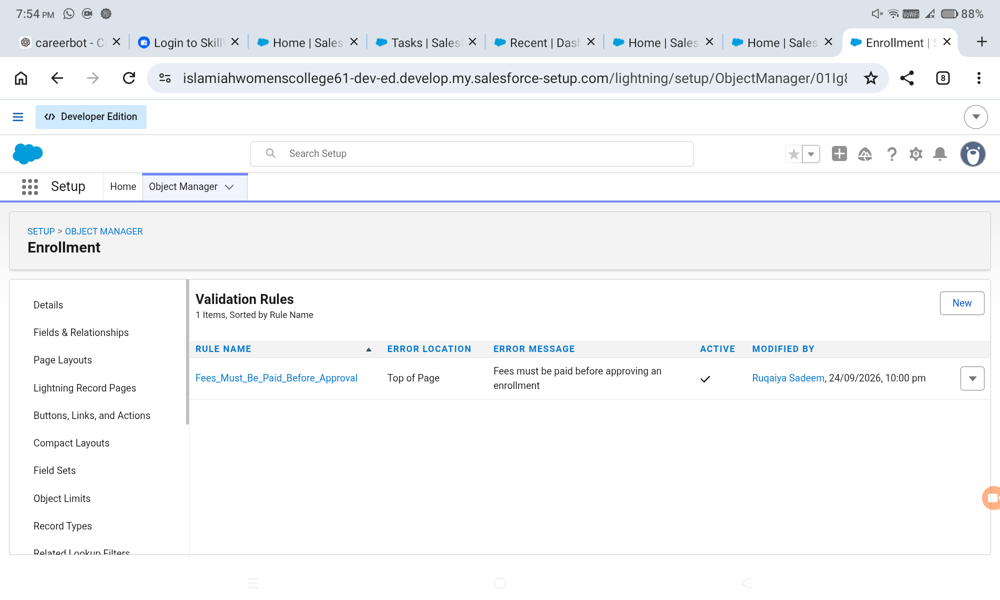 7:54 PM
VoWiFi
88%
careerbot - C
Login to Skill
Home | Sales
Tasks | Sales
Recent | Das
Home | Sales
Home | Sales
Enrollment |
islamiahwomenscollege61-dev-ed.develop.my.salesforce-setup.com/lightning/setup/ObjectManager/01Ig
8
Developer Edition
Search Setup
Setup
Home
Object Manager
SETUP > OBJECT MANAGER
Enrollment
Details
Fields & Relationships
Page Layouts
Lightning Record Pages
Buttons, Links, and Actions
Compact Layouts
Field Sets
Object Limits
Record Types
Related Lookup Filters
Validation Rules
1 Items, Sorted by Rule Name
New
RULE NAME
ERROR LOCATION
ERROR MESSAGE
ACTIVE
MODIFIED BY
Fees_Must_Be_Paid_Before_Approval
Top of Page
Fees must be paid before approving an
enrollment
Ruqaiya Sadeem, 24/09/2026, 10:00 pm